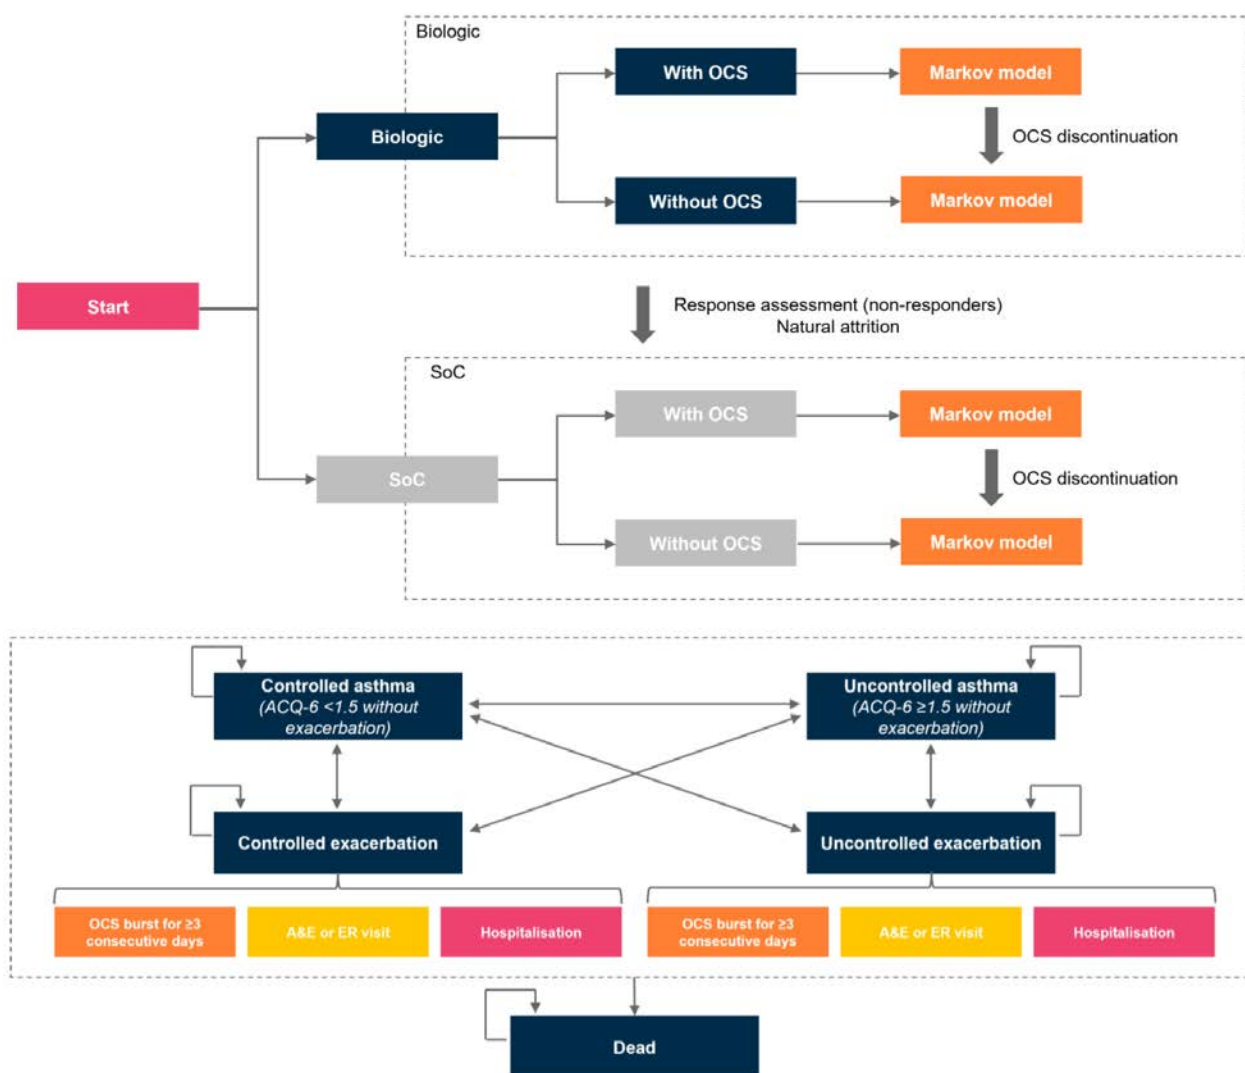 Biologic
With OCS
Markov model
Biologic
OCS discontinuation
Without OCS
Markov model
Start
Response assessment (non-responders)
Natural attrition
SoC
With OCS
Markov model
SoC
OCS discontinuation
Without OCS
Markov model
Controlled asthma
(ACQ-6 <1.5 without
exacerbation)
Uncontrolled asthma
(ACQ-6 ≥1.5 without
exacerbation)
Controlled exacerbation
Uncontrolled exacerbation
OCS burst for ≥3
consecutive days
A&E or ER visit
Hospitalisation
OCS burst for ≥3
consecutive days
A&E or ER visit
Hospitalisation
Dead